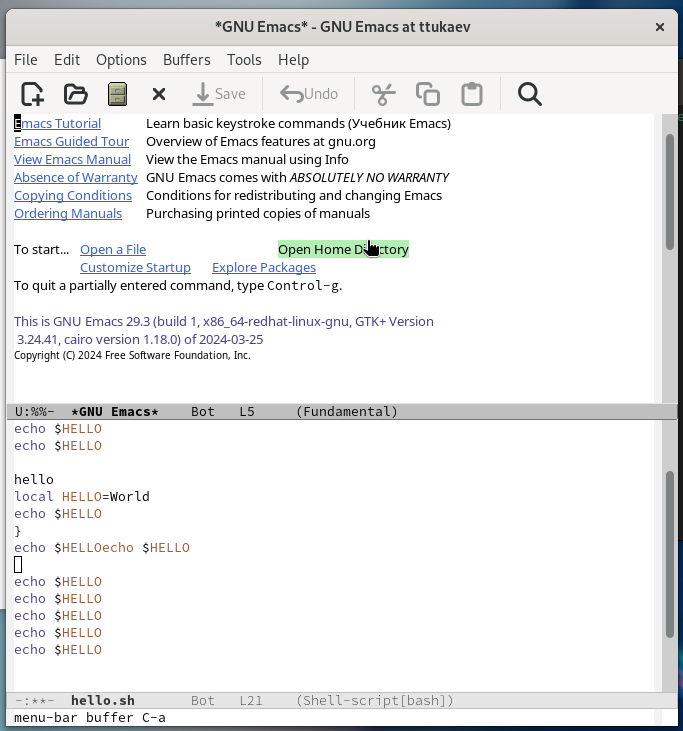 *GNU Emacs* - GNU Emacs at ttukaev
File Edit Options Buffers Tools Help
Save Undo
Emacs Tutorial Learn basic keystroke commands (Учебник Emacs)
Emacs Guided Tour Overview of Emacs features at gnu.org
View Emacs Manual View the Emacs manual using Info
Absence of Warranty GNU Emacs comes with ABSOLUTELY NO WARRANTY
Copying Conditions Conditions for redistributing and changing Emacs
Ordering Manuals Purchasing printed copies of manuals
To start... Open a File Open Home Directory
Customize Startup Explore Packages
To quit a partially entered command, type Control-g.
This is GNU Emacs 29.3 (build 1, x86_64-redhat-linux-gnu, GTK+ Version
3.24.41, cairo version 1.18.0) of 2024-03-25
Copyright (C) 2024 Free Software Foundation, Inc.
U:%%- *GNU Emacs* Bot L5 (Fundamental)
echo $HELLO
echo $HELLO
hello
local HELLO=World
echo $HELLO
}
echo $HELLOecho $HELLO
echo $HELLO
echo $HELLO
echo $HELLO
echo $HELLO
echo $HELLO
-:**- hello.sh Bot L21 (Shell-script[bash])
menu-bar buffer C-a